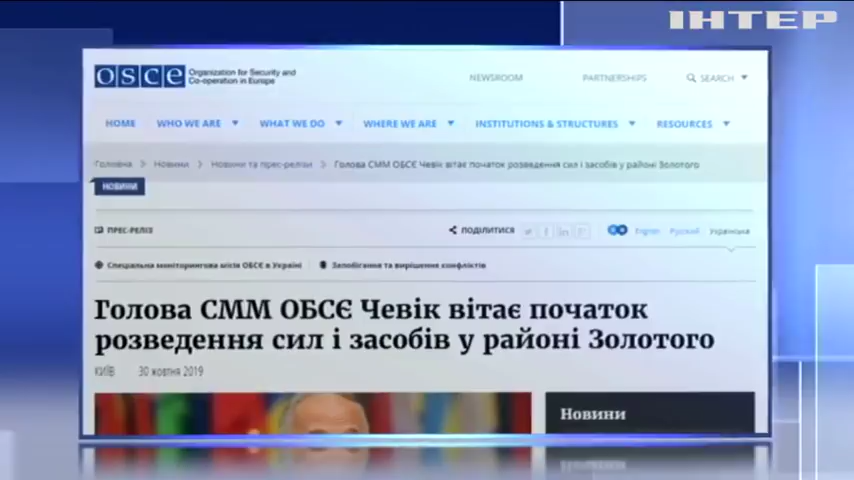 ІНТЕР
OSCE Organization for Security and
Co-operation in Europe
NEWSROOM PARTNERSHIPS SEARCH
HOME WHO WE ARE WHAT WE DO WHERE WE ARE INSTITUTIONS & STRUCTURES RESOURCES
Головна > Новини > Новини та прес-релізи > Голова СММ ОБСЄ Чевік вітає початок розведення сил і засобів у районі Золотого
НОВИНИ
ПРЕС-РЕЛІЗ ПОДІЛИТИСЯ English Русский Українська
Спеціальна моніторингова місія ОБСЄ в Україні Запобігання та вирішення конфліктів
Голова СММ ОБСЄ Чевік вітає початок
розведення сил і засобів у районі Золотого
КИЇВ 30 жовтня 2019
Новини